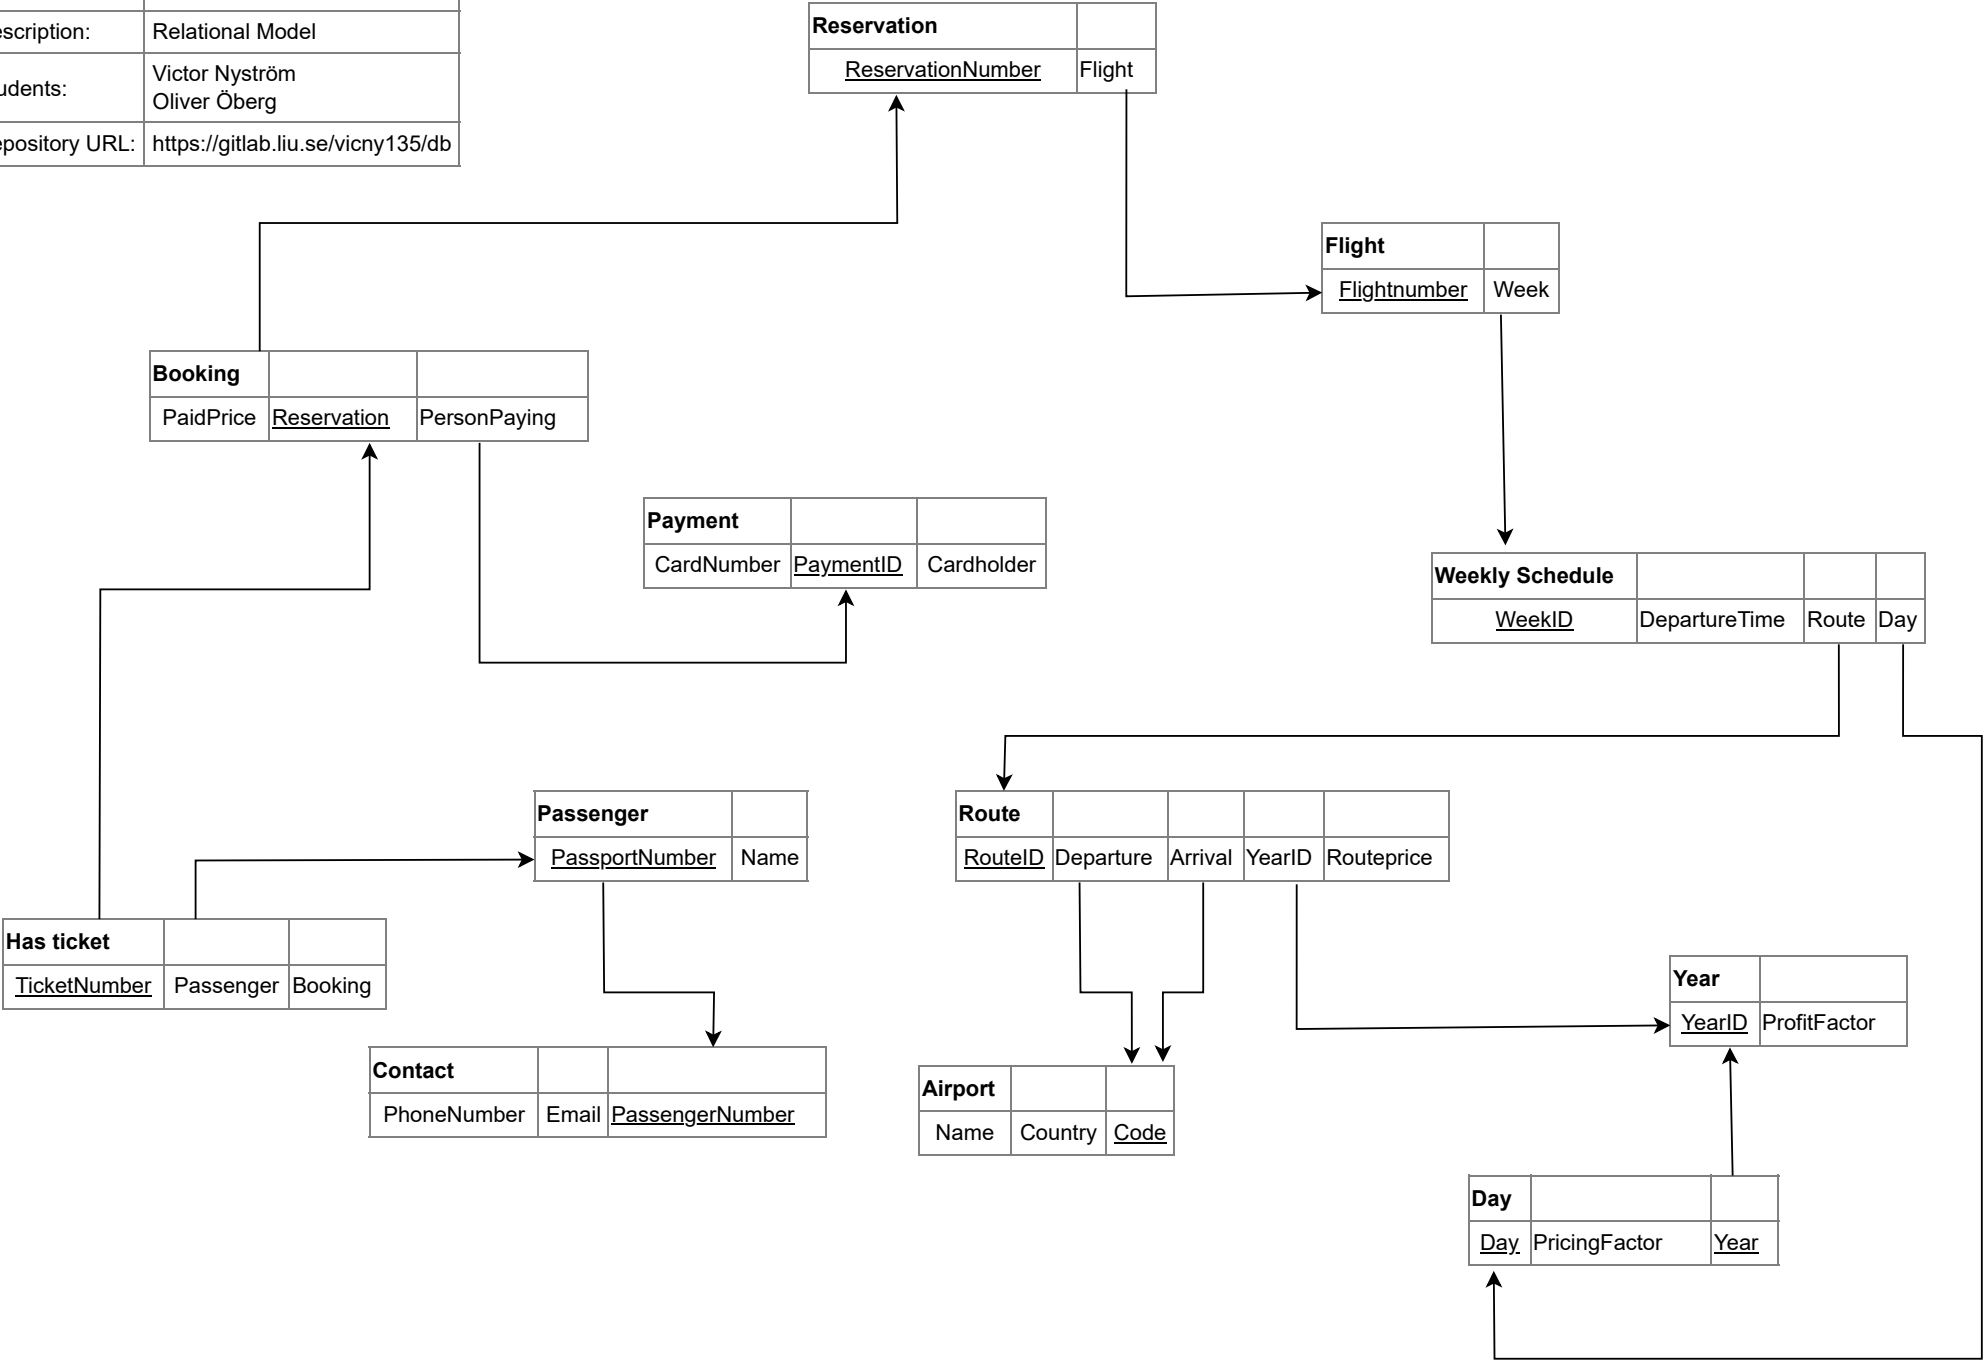 escription: Relational Model
udents: Victor Nyström
Oliver Öberg
epository URL: https://gitlab.liu.se/vicny135/db
Reservation
ReservationNumber Flight
Flight
Flightnumber Week
Booking
PaidPrice Reservation PersonPaying
Payment
CardNumber PaymentID Cardholder
Weekly Schedule
WeekID DepartureTime Route Day
Passenger
PassportNumber Name
Route
RouteID Departure Arrival YearID Routeprice
Has ticket
TicketNumber Passenger Booking
Year
YearID ProfitFactor
Contact
PhoneNumber Email PassengerNumber
Airport
Name Country Code
Day
Day PricingFactor Year